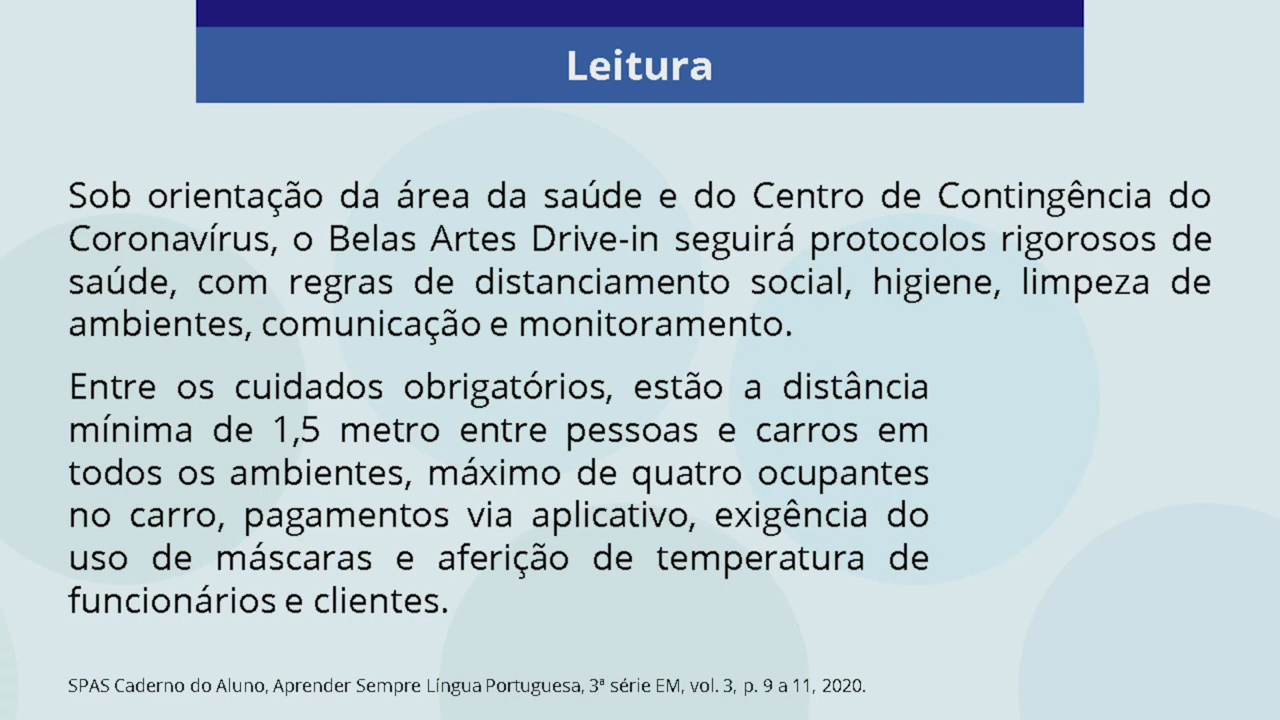 Leitura
Sob orientação da área da saúde e do Centro de Contingência do
Coronavírus, o Belas Artes Drive-in seguirá protocolos rigorosos de
saúde, com regras de distanciamento social, higiene, limpeza de
ambientes, comunicação e monitoramento.
Entre os cuidados obrigatórios, estão a distância
mínima de 1,5 metro entre pessoas e carros em
todos os ambientes, máximo de quatro ocupantes
no carro, pagamentos via aplicativo, exigência do
uso de máscaras e aferição de temperatura de
funcionários e clientes.
SPAS Caderno do Aluno, Aprender Sempre Língua Portuguesa, 3ª série EM, vol. 3, p. 9 a 11, 2020.